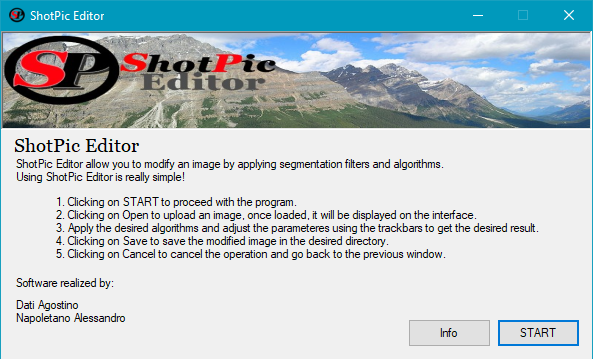 ShotPic Editor
SP ShotPic
Editor
ShotPic Editor
ShotPic Editor allow you to modify an image by applying segmentation filters and algorithms.
Using ShotPic Editor is really simple!
1. Clicking on START to proceed with the program.
2. Clicking on Open to upload an image, once loaded, it will be displayed on the interface.
3. Apply the desired algorithms and adjust the parameteres using the trackbars to get the desired result.
4. Clicking on Save to save the modified image in the desired directory.
5. Clicking on Cancel to cancel the operation and go back to the previous window.
Software realized by:
Dati Agostino
Napoletano Alessandro
Info START